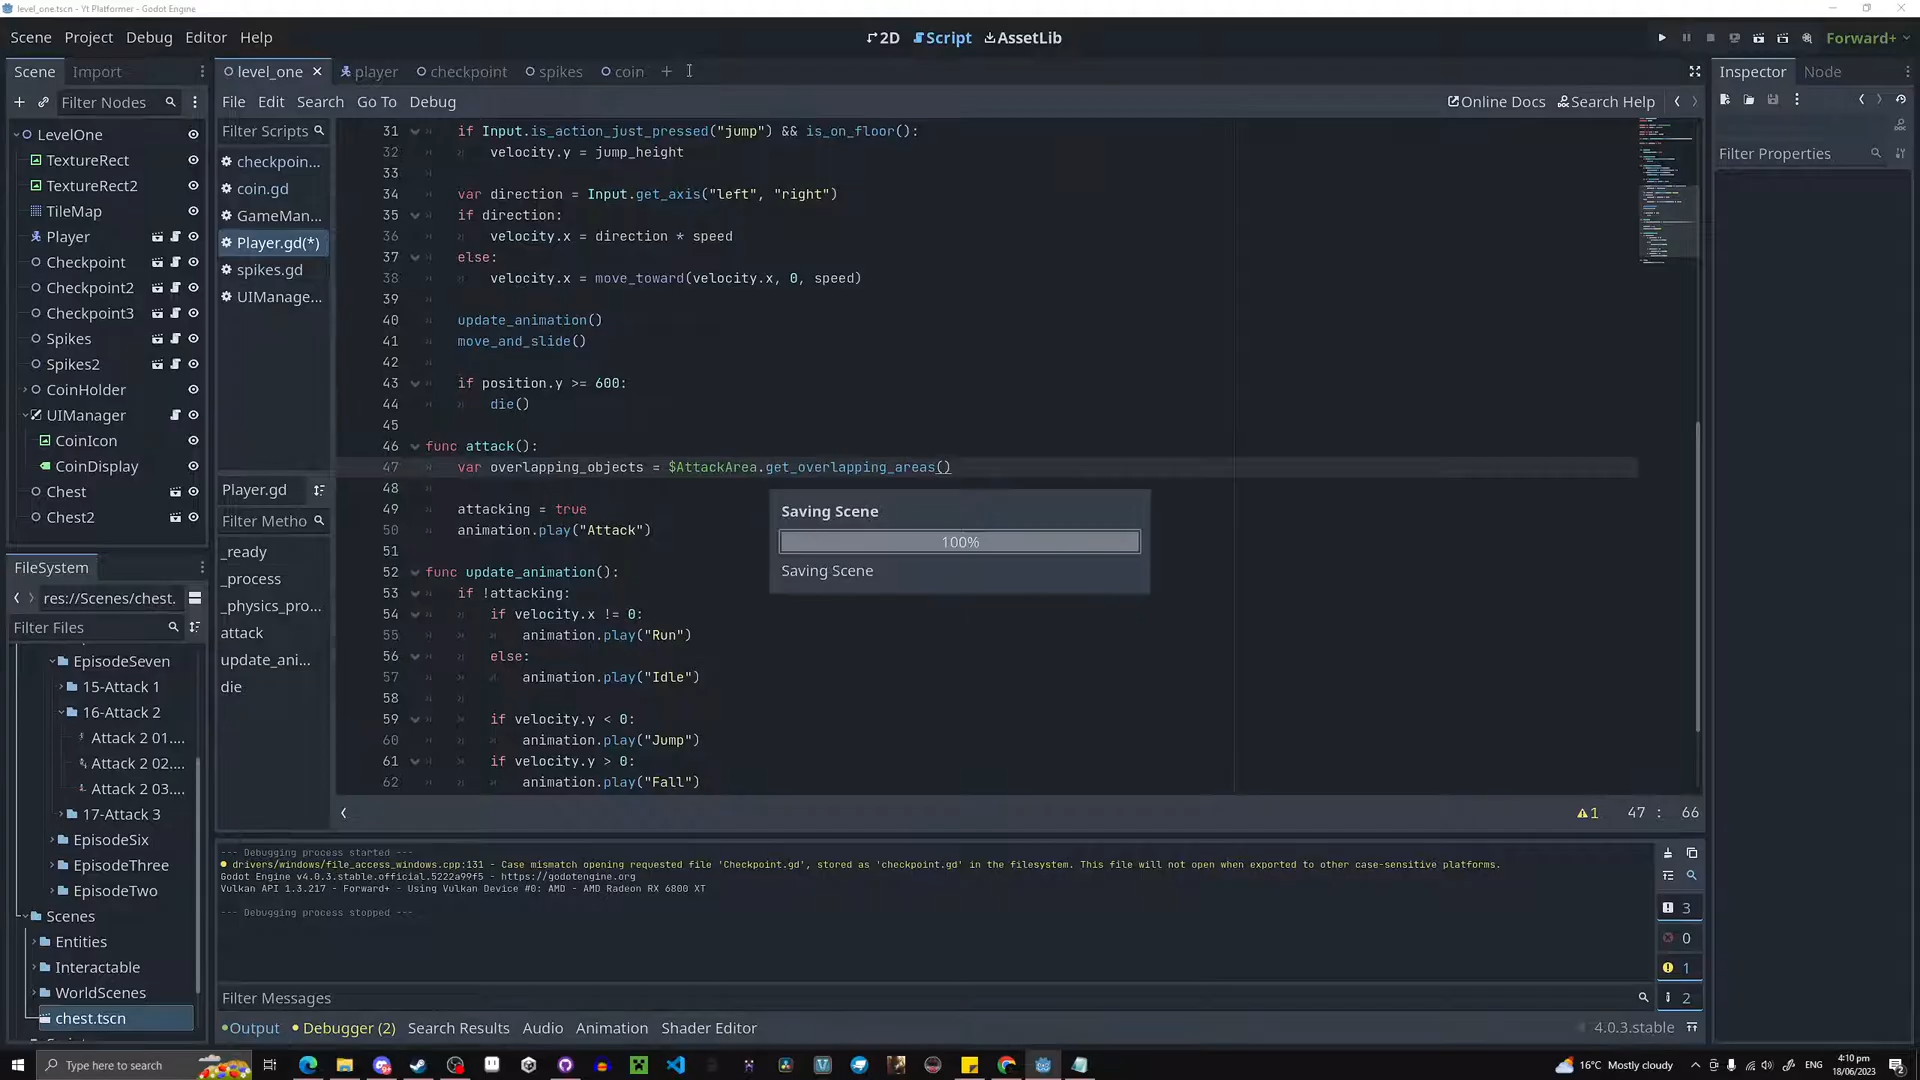 level_one.tscn - Yt Platformer - Godot Engine
Scene Project Debug Editor Help
2D Script AssetLib
Forward+
Scene Import
level_one player checkpoint spikes coin
Inspector Node
Filter Nodes
File Edit Search Go To Debug
Online Docs Search Help
Filter Properties
LevelOne
TextureRect
TextureRect2
TileMap
Player
Checkpoint
Checkpoint2
Checkpoint3
Spikes
Spikes2
CoinHolder
UIManager
CoinIcon
CoinDisplay
Chest
Chest2
Filter Scripts
checkpoin...
coin.gd
GameMan...
Player.gd(*)
spikes.gd
UIManage...
Player.gd
Filter Metho
_ready
_process
_physics_pro...
attack
update_ani...
die
31 if Input.is_action_just_pressed("jump") && is_on_floor():
32 velocity.y = jump_height
33
34 var direction = Input.get_axis("left", "right")
35 if direction:
36 velocity.x = direction * speed
37 else:
38 velocity.x = move_toward(velocity.x, 0, speed)
39
40 update_animation()
41 move_and_slide()
42
43 if position.y >= 600:
44 die()
45
46 func attack():
47 var overlapping_objects = $AttackArea.get_overlapping_areas()
48
49 attacking = true
50 animation.play("Attack")
51
52 func update_animation():
53 if !attacking:
54 if velocity.x != 0:
55 animation.play("Run")
56 else:
57 animation.play("Idle")
58
59 if velocity.y < 0:
60 animation.play("Jump")
61 if velocity.y > 0:
62 animation.play("Fall")
Saving Scene
100%
Saving Scene
1 47 : 66
FileSystem
res://Scenes/chest.
Filter Files
EpisodeSeven
15-Attack 1
16-Attack 2
Attack 2 01....
Attack 2 02....
Attack 2 03....
17-Attack 3
EpisodeSix
EpisodeThree
EpisodeTwo
Scenes
Entities
Interactable
WorldScenes
chest.tscn
--- Debugging process started ---
drivers/windows/file_access_windows.cpp:131 - Case mismatch opening requested file 'Checkpoint.gd', stored as 'checkpoint.gd' in the filesystem. This file will not open when exported to other case-sensitive platforms.
Godot Engine v4.0.3.stable.official.5222a99f5 - https://godotengine.org
Vulkan API 1.3.217 - Forward+ - Using Vulkan Device #0: AMD - AMD Radeon RX 6800 XT
--- Debugging process stopped ---
3
0
1
2
Filter Messages
Output Debugger (2) Search Results Audio Animation Shader Editor
4.0.3.stable
Type here to search
16°C Mostly cloudy
ENG
4:10 pm
18/06/2023